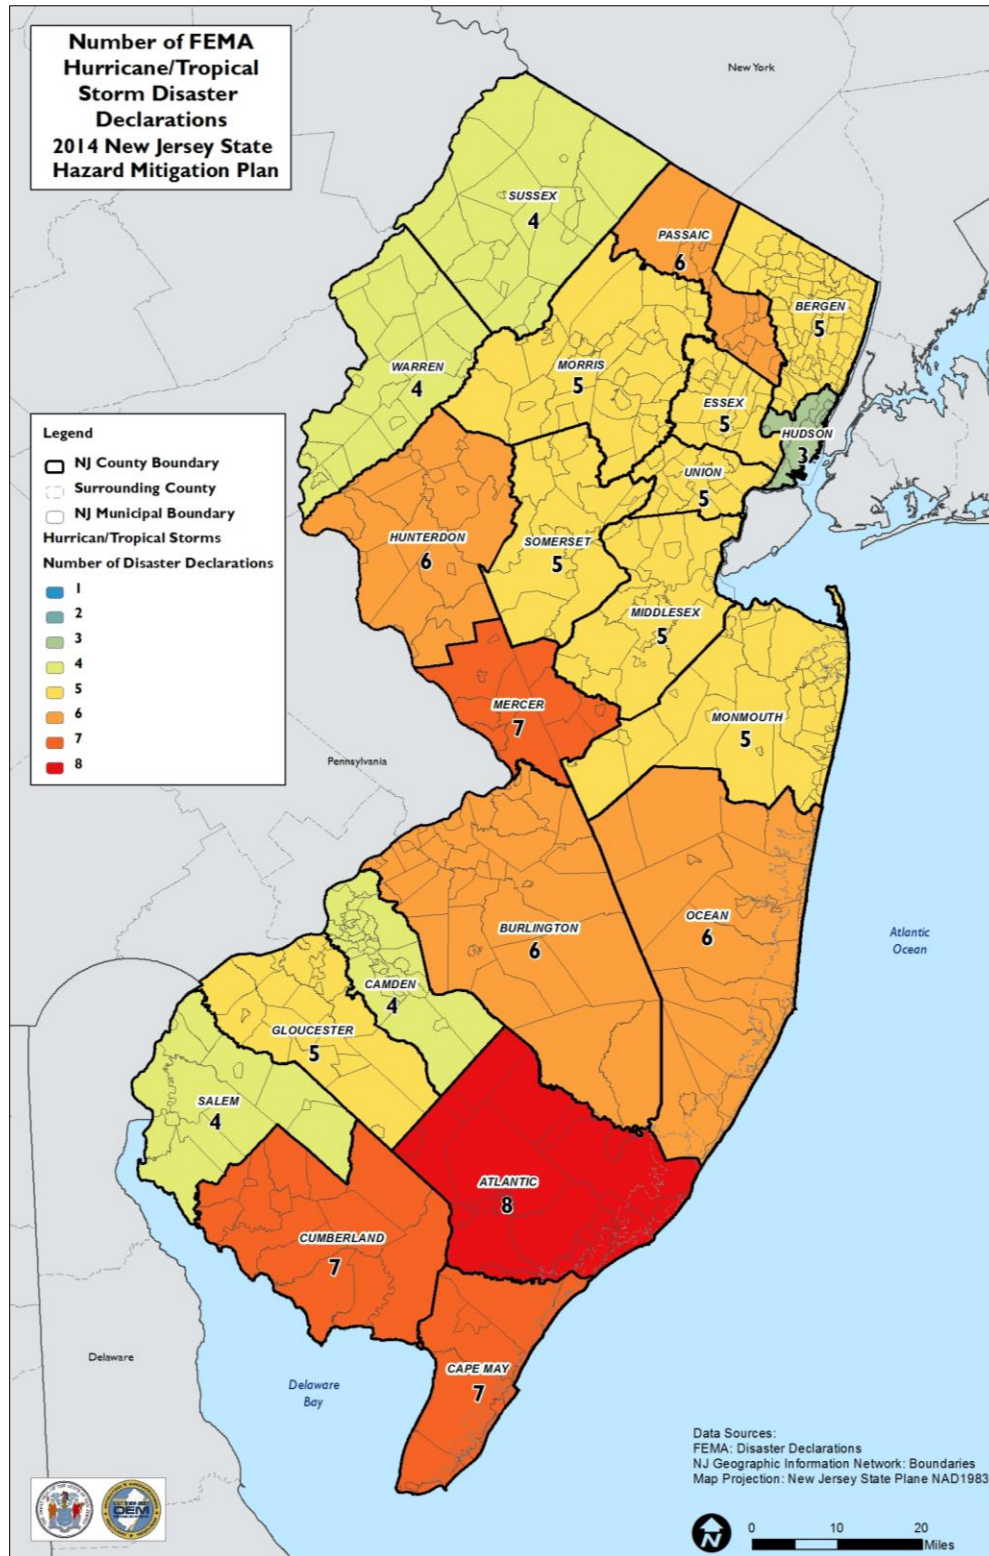 Number of FEMA
Hurricane/Tropical
Storm Disaster
Declarations
2014 New Jersey State
Hazard Mitigation Plan
New York
SUSSEX
4
PASSAIC
6
BERGEN
5
WARREN
4
MORRIS
5
ESSEX
5
HUDSON
3
UNION
5
Legend
NJ County Boundary
Surrounding County
NJ Municipal Boundary
Hurrican/Tropical Storms
Number of Disaster Declarations
1
2
3
4
5
6
7
8
HUNTERDON
6
SOMERSET
5
MIDDLESEX
5
MERCER
7
MONMOUTH
5
Pennsylvania
BURLINGTON
6
OCEAN
6
Atlantic
Ocean
CAMDEN
4
GLOUCESTER
5
SALEM
4
ATLANTIC
8
CUMBERLAND
7
Delaware
CAPE MAY
7
Delaware
Bay
Data Sources:
FEMA: Disaster Declarations
NJ Geographic Information Network: Boundaries
Map Projection: New Jersey State Plane NAD1983
OEM
N
0 10 20
Miles